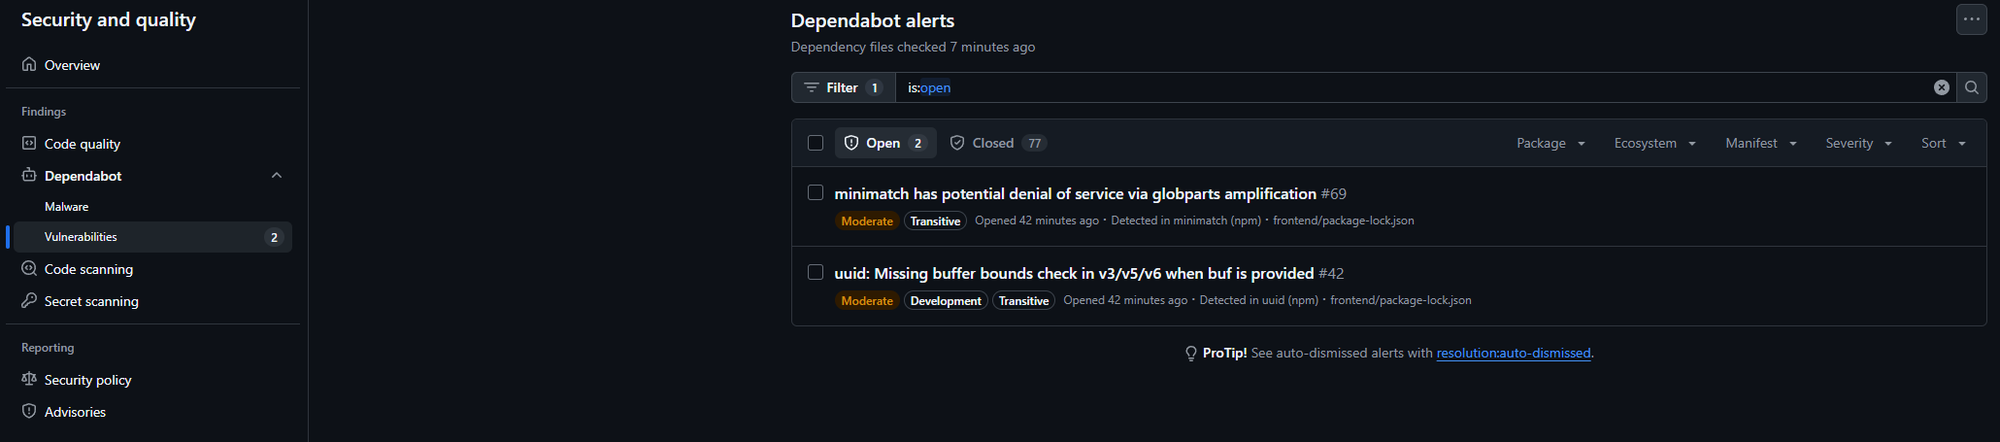 Security and quality
Overview
Findings
Code quality
Dependabot
Malware
Vulnerabilities 2
Code scanning
Secret scanning
Reporting
Security policy
Advisories
Dependabot alerts
Dependency files checked 7 minutes ago
Filter 1 is:open
Open 2 Closed 77 Package Ecosystem Manifest Severity Sort
minimatch has potential denial of service via globparts amplification #69
Moderate Transitive Opened 42 minutes ago • Detected in minimatch (npm) • frontend/package-lock.json
uuid: Missing buffer bounds check in v3/v5/v6 when buf is provided #42
Moderate Development Transitive Opened 42 minutes ago • Detected in uuid (npm) • frontend/package-lock.json
ProTip! See auto-dismissed alerts with resolution:auto-dismissed.